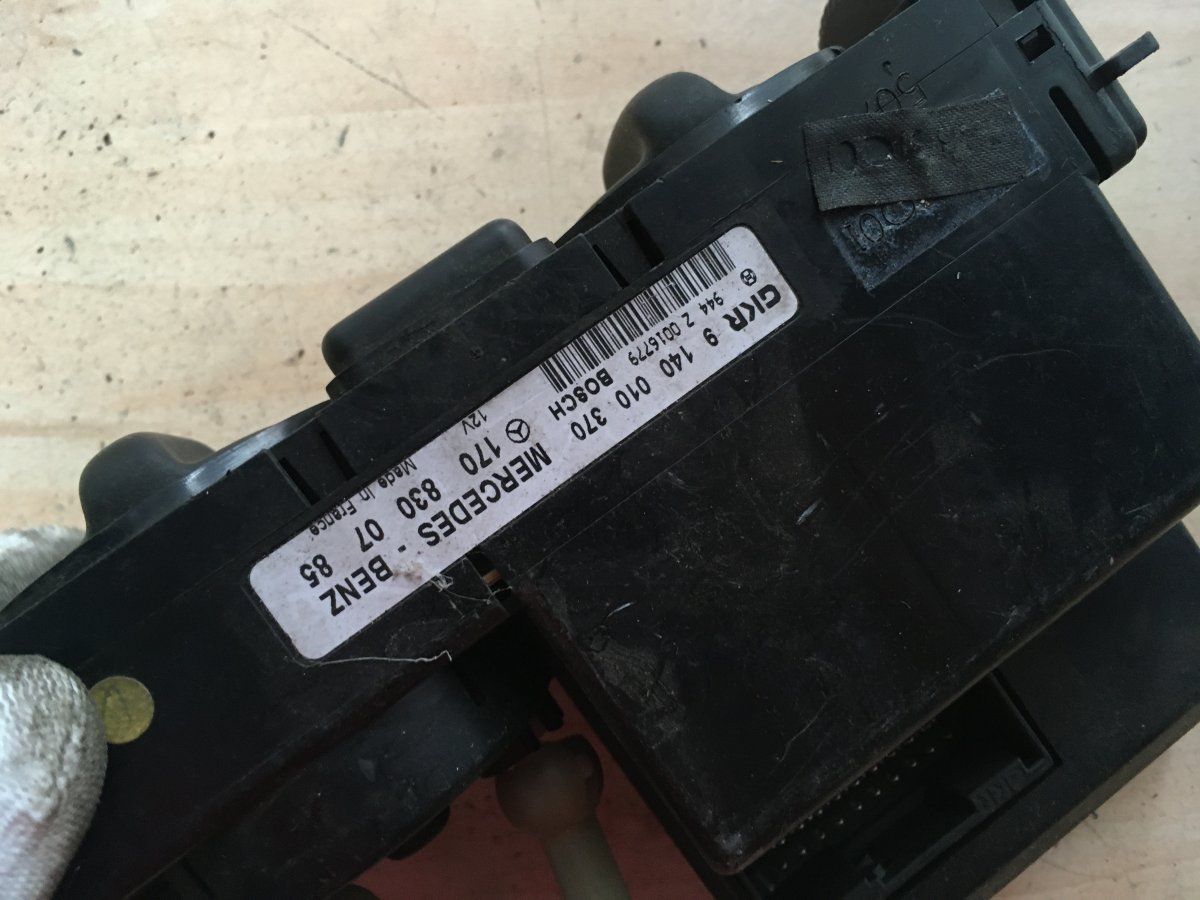 GKR 9 140 010 370
944 Z 0016779 BOSCH
MERCEDES - BENZ
170 830 07 85
12V Made in France